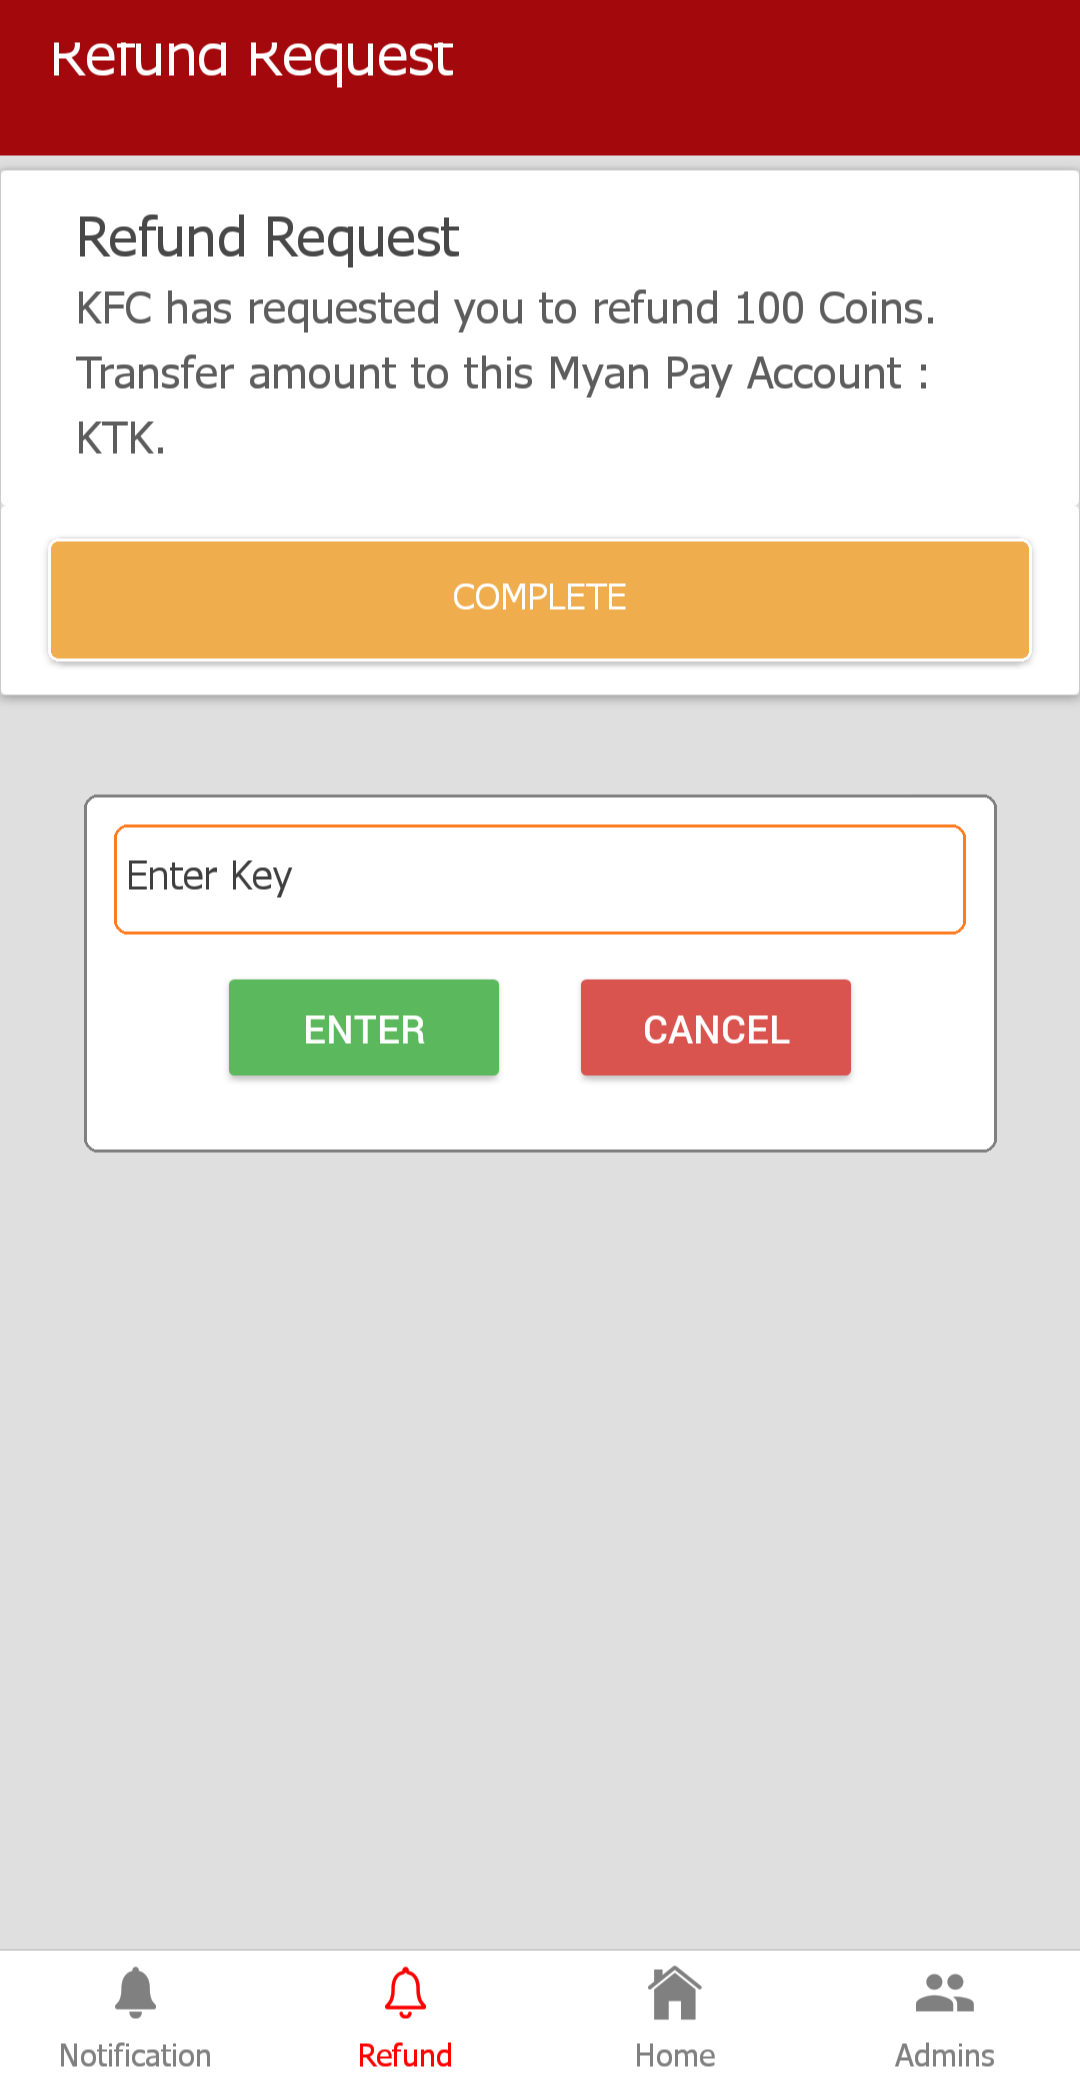 Refund Request
Refund Request
KFC has requested you to refund 100 Coins.
Transfer amount to this Myan Pay Account :
KTK.
COMPLETE
Enter Key
ENTER CANCEL
Notification Refund Home Admins